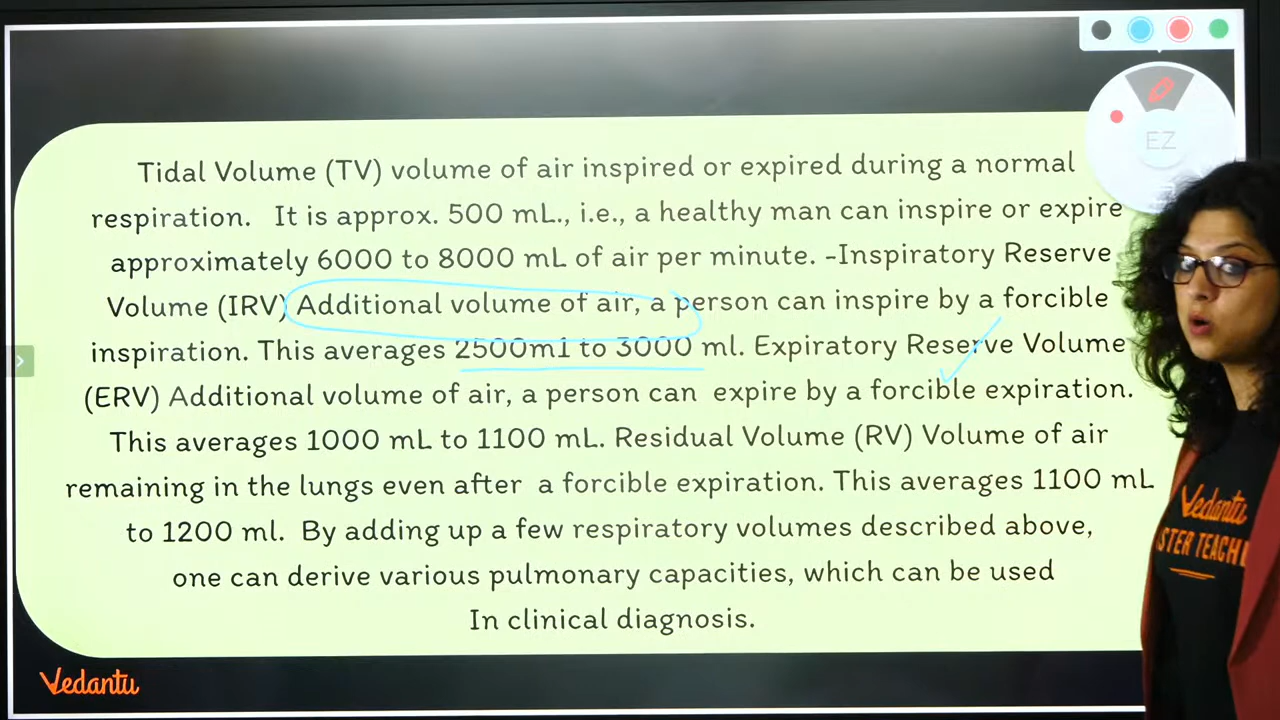 EZ
Tidal Volume (TV) volume of air inspired or expired during a normal
respiration. It is approx. 500 mL., i.e., a healthy man can inspire or expire
approximately 6000 to 8000 mL of air per minute. -Inspiratory Reserve
Volume (IRV) Additional volume of air, a person can inspire by a forcible
inspiration. This averages 2500m1 to 3000 ml. Expiratory Reserve Volume
(ERV) Additional volume of air, a person can expire by a forcible expiration.
This averages 1000 mL to 1100 mL. Residual Volume (RV) Volume of air
remaining in the lungs even after a forcible expiration. This averages 1100 mL
to 1200 ml. By adding up a few respiratory volumes described above,
one can derive various pulmonary capacities, which can be used
In clinical diagnosis.
Vedantu
Vedantu